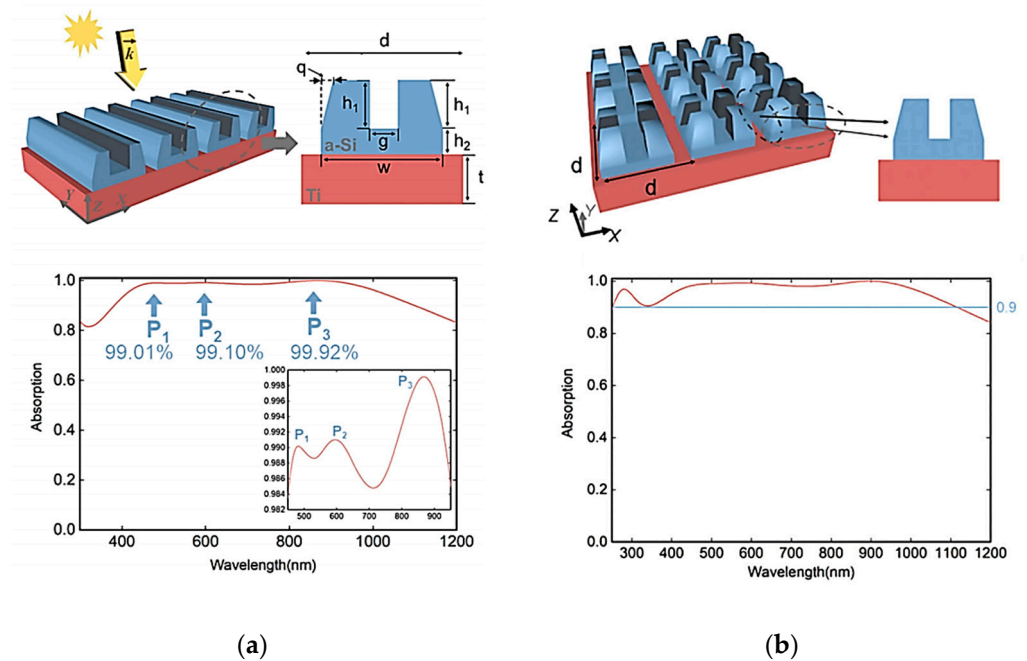 (a)
k
d
q
h1
h1
g
h2
a-Si
w
t
Ti
Y
Z
X
Absorption
1.0
0.8
0.6
0.4
0.2
0.0
P1
P2
P3
99.01%
99.10%
99.92%
1.000
0.998
0.996
0.994
0.992
0.990
0.988
0.986
0.984
0.982
P1
P2
P3
500 600 700 800 900
400 600 800 1000 1200
Wavelength(nm)
(b)
d
d
Z
Y
X
Absorption
1.0
0.8
0.6
0.4
0.2
0.0
0.9
300 400 500 600 700 800 900 1000 1100 1200
Wavelength(nm)
(a)
(b)